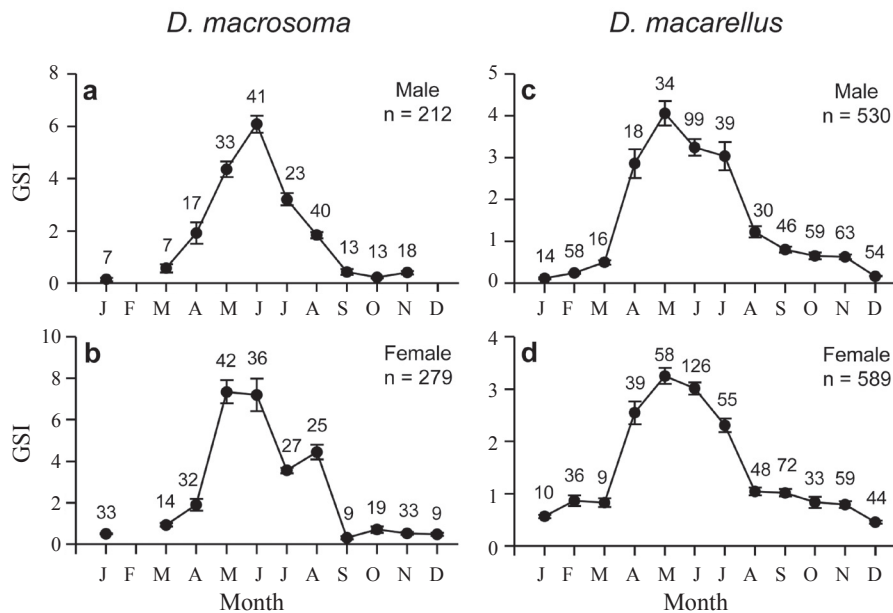 D. macrosoma
D. macarellus
a
Male
n = 212
GSI
8
6
4
2
0
7
7
17
33
41
23
40
13
13
18
J F M A M J J A S O N D
c
Male
n = 530
GSI
5
4
3
2
1
0
14
58
16
18
34
99
39
30
46
59
63
54
J F M A M J J A S O N D
b
Female
n = 279
GSI
10
8
6
4
2
0
33
14
32
42
36
27
25
9
19
33
9
J F M A M J J A S O N D
Month
d
Female
n = 589
4
3
2
1
0
10
36
9
39
58
126
55
48
72
33
59
44
J F M A M J J A S O N D
Month